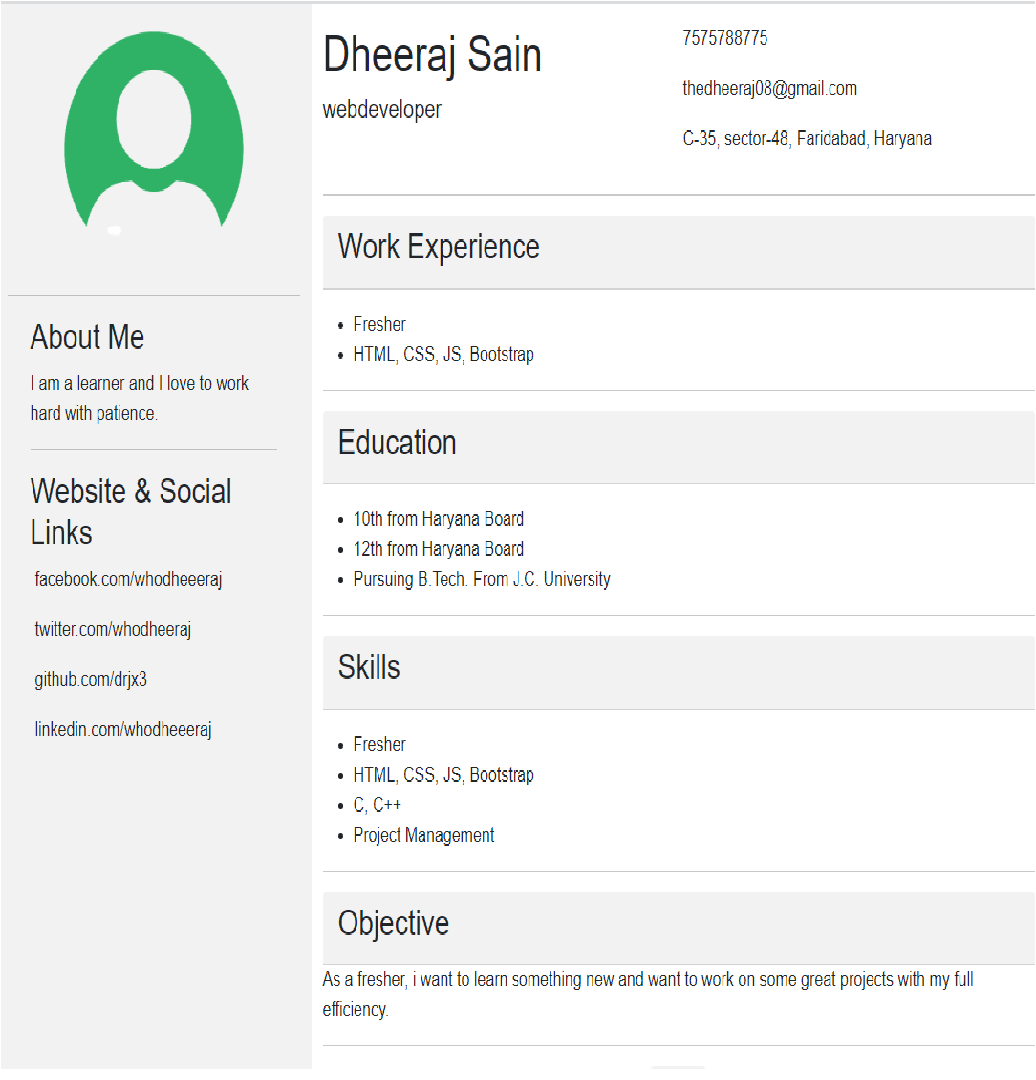 Dheeraj Sain
webdeveloper
7575788775
thedheeraj08@gmail.com
C-35, sector-48, Faridabad, Haryana
About Me
I am a learner and I love to work
hard with patience.
Website & Social
Links
facebook.com/whodheeeraj
twitter.com/whodheeraj
github.com/drjx3
linkedin.com/whodheeeraj
Work Experience
• Fresher
• HTML, CSS, JS, Bootstrap
Education
• 10th from Haryana Board
• 12th from Haryana Board
• Pursuing B.Tech. From J.C. University
Skills
• Fresher
• HTML, CSS, JS, Bootstrap
• C, C++
• Project Management
Objective
As a fresher, i want to learn something new and want to work on some great projects with my full
efficiency.